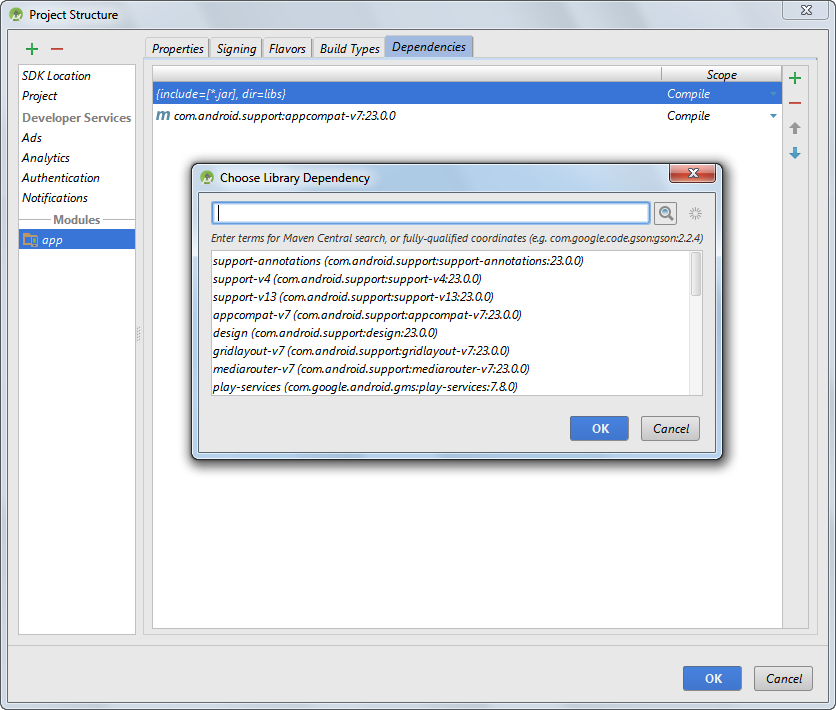 Project Structure
Properties Signing Flavors Build Types Dependencies
SDK Location
Project
Developer Services
Ads
Analytics
Authentication
Notifications
Modules
app
Scope
{include=[*.jar], dir=libs} Compile
m com.android.support:appcompat-v7:23.0.0 Compile
Choose Library Dependency
Enter terms for Maven Central search, or fully-qualified coordinates (e.g. com.google.code.gson:gson:2.2.4)
support-annotations (com.android.support:support-annotations:23.0.0)
support-v4 (com.android.support:support-v4:23.0.0)
support-v13 (com.android.support:support-v13:23.0.0)
appcompat-v7 (com.android.support:appcompat-v7:23.0.0)
design (com.android.support:design:23.0.0)
gridlayout-v7 (com.android.support:gridlayout-v7:23.0.0)
mediarouter-v7 (com.android.support:mediarouter-v7:23.0.0)
play-services (com.google.android.gms:play-services:7.8.0)
OK Cancel
OK Cancel